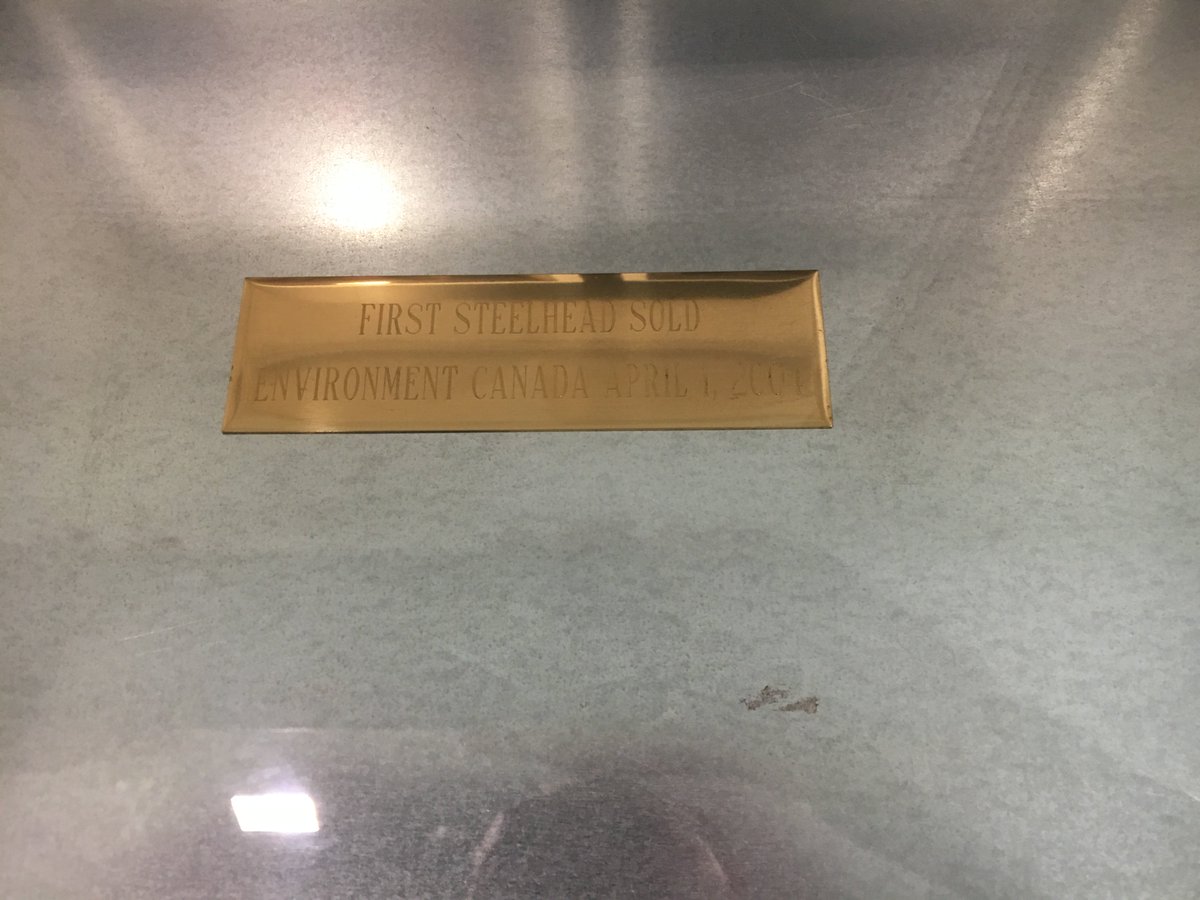 FIRST STEELHEAD SOLD
ENVIRONMENT CANADA APRIL 1,